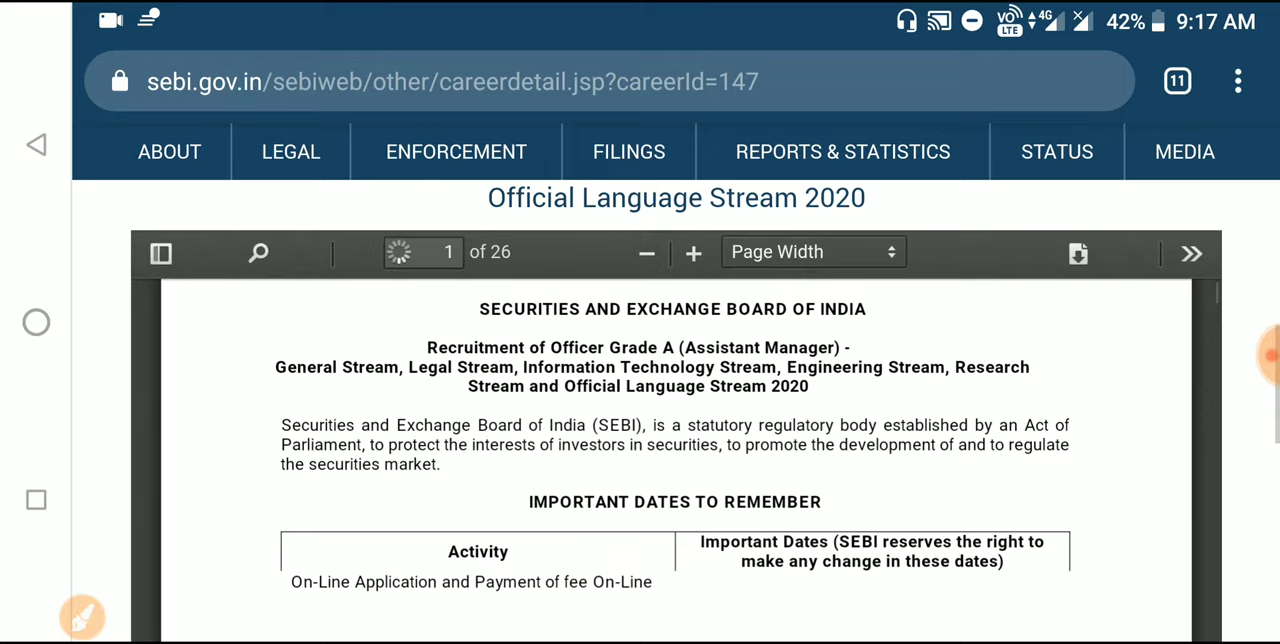 VO LTE 4G 42% 9:17 AM
sebi.gov.in/sebiweb/other/careerdetail.jsp?careerId=147 11
ABOUT LEGAL ENFORCEMENT FILINGS REPORTS & STATISTICS STATUS MEDIA
Official Language Stream 2020
1 of 26 Page Width
SECURITIES AND EXCHANGE BOARD OF INDIA
Recruitment of Officer Grade A (Assistant Manager) -
General Stream, Legal Stream, Information Technology Stream, Engineering Stream, Research
Stream and Official Language Stream 2020
Securities and Exchange Board of India (SEBI), is a statutory regulatory body established by an Act of
Parliament, to protect the interests of investors in securities, to promote the development of and to regulate
the securities market.
IMPORTANT DATES TO REMEMBER
Activity
Important Dates (SEBI reserves the right to
make any change in these dates)
On-Line Application and Payment of fee On-Line